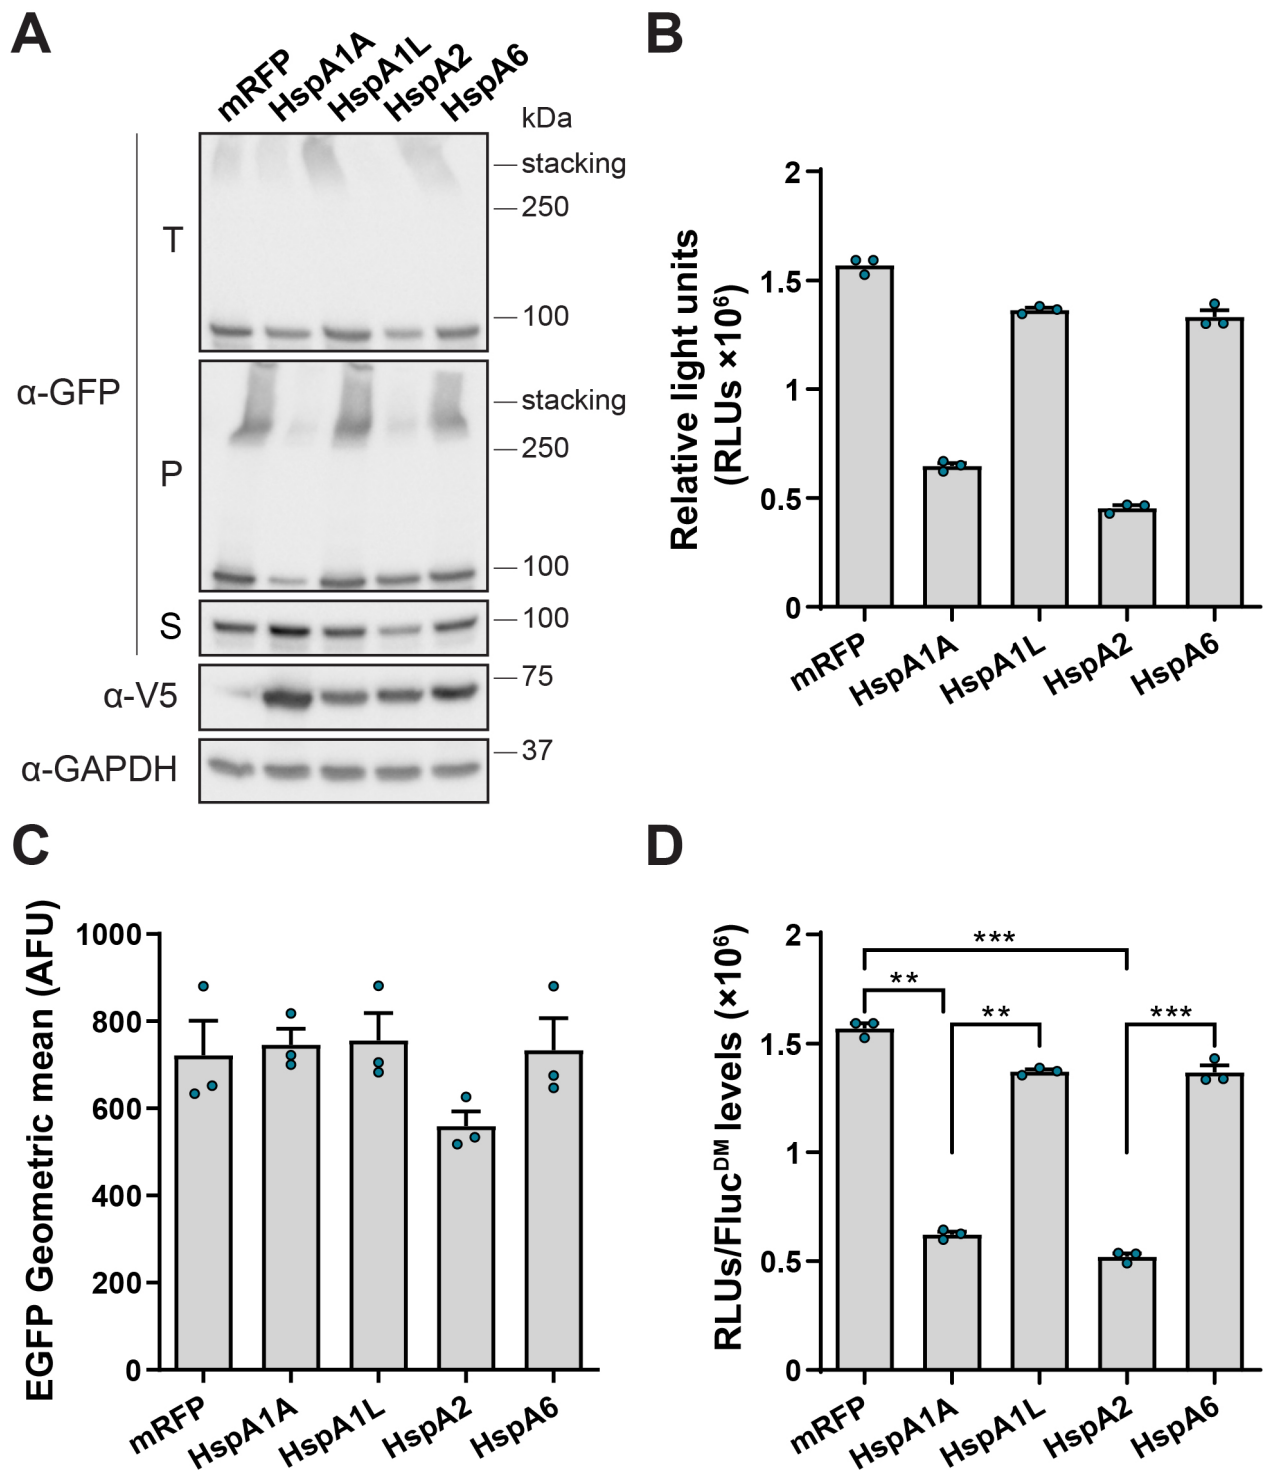 A
mRFP
HspA1A
HspA1L
HspA2
HspA6
kDa
stacking
250
T
100
α-GFP
stacking
250
P
100
S
100
α-V5
75
α-GAPDH
37
B
Relative light units
(RLUs ×10⁶)
2
1.5
1
0.5
0
mRFP
HspA1A
HspA1L
HspA2
HspA6
C
EGFP Geometric mean (AFU)
1000
800
600
400
200
0
mRFP
HspA1A
HspA1L
HspA2
HspA6
D
RLUs/Flucᴰᴹ levels (×10⁶)
2
1.5
1
0.5
0
***
**
**
***
mRFP
HspA1A
HspA1L
HspA2
HspA6